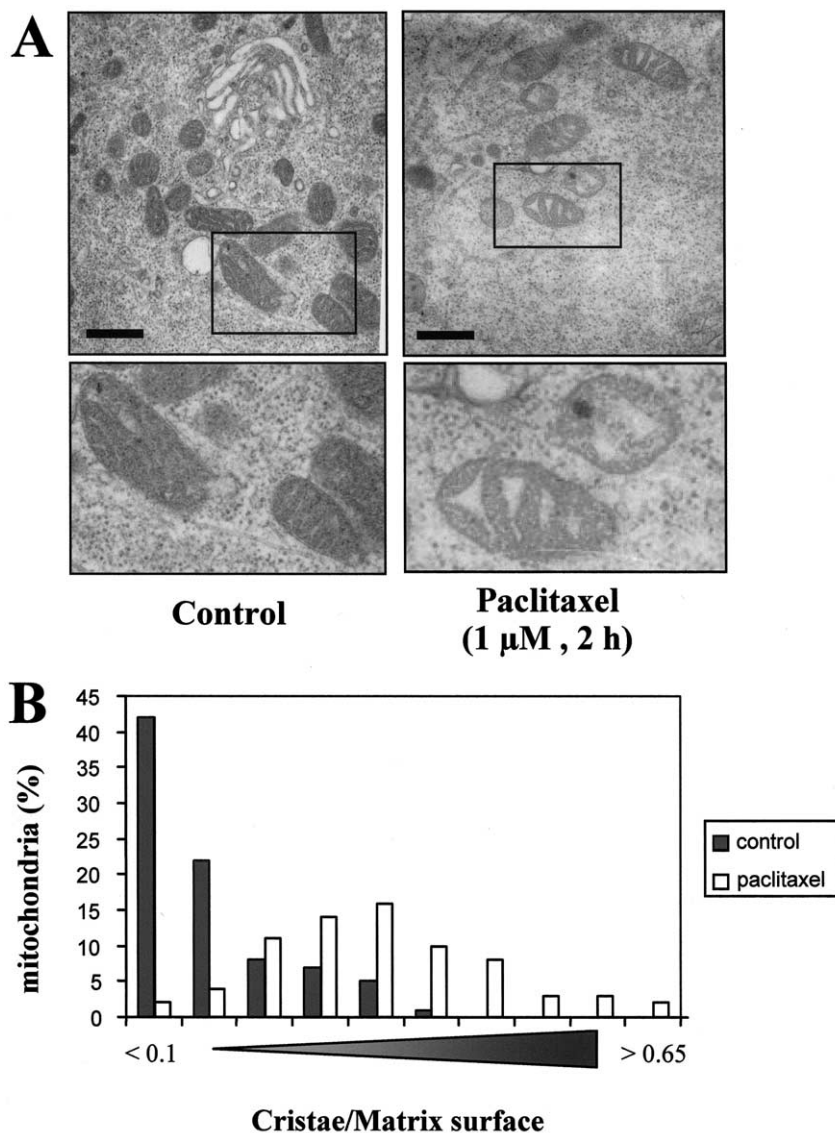 A
Control
Paclitaxel
(1 µM , 2 h)
B
mitochondria (%)
45
40
35
30
25
20
15
10
5
0
control
paclitaxel
< 0.1
> 0.65
Cristae/Matrix surface